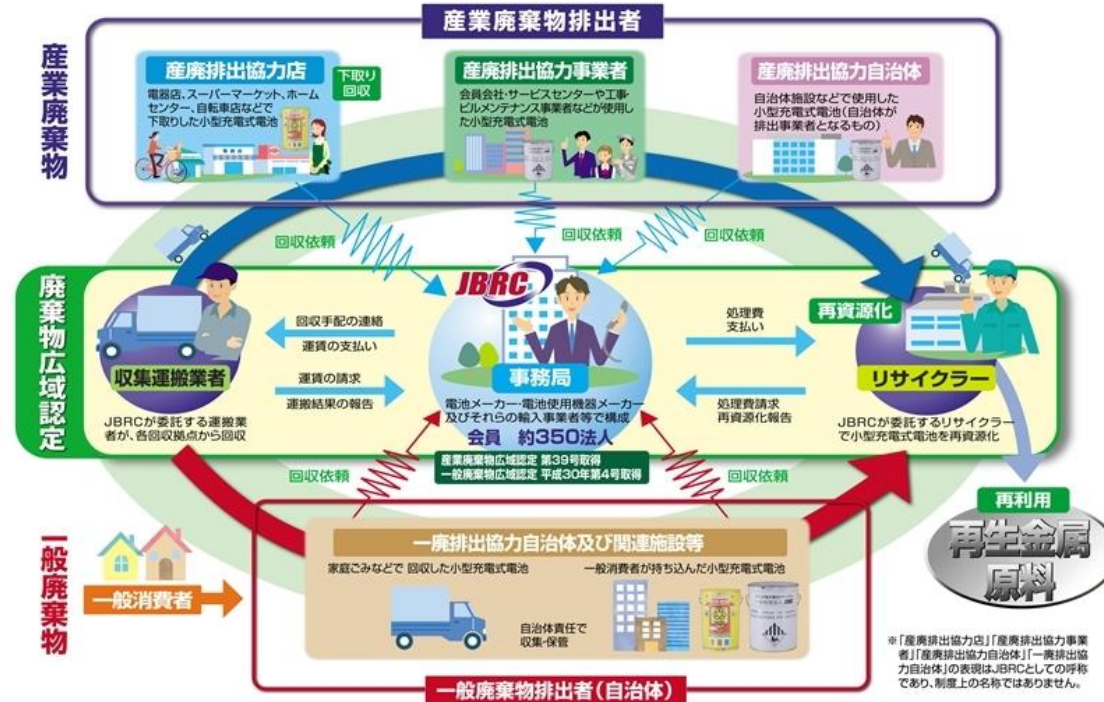 産業廃棄物排出者
産業廃棄物
産廃排出協力店
下取り
回収
電器店、スーパーマーケット、ホーム
センター、自転車店などで
下取りした小型充電式電池
産廃排出協力事業者
会員会社・サービスセンターや工事・
ビルメンテナンス事業者などが使用
した小型充電式電池
産廃排出協力自治体
自治体施設などで使用した
小型充電式電池(自治体が
排出事業者となるもの)
回収依頼
回収依頼
回収依頼
廃棄物広域認定
収集運搬業者
JBRCが委託する運搬業
者が、各回収拠点から回収
回収手配の連絡
運賃の支払い
運賃の請求
運搬結果の報告
JBRC
事務局
電池メーカー・電池使用機器メーカー
及びそれらの輸入事業者等で構成
会員 約350法人
産業廃棄物広域認定 第39号取得
一般廃棄物広域認定 平成30年第4号取得
処理費
支払い
処理費請求
再資源化報告
再資源化
リサイクラー
JBRCが委託するリサイクラー
で小型充電式電池を再資源化
回収依頼
回収依頼
再利用
再生金属
原料
一般廃棄物
一般消費者
一廃排出協力自治体及び関連施設等
家庭ごみなどで 回収した小型充電式電池
一般消費者が持ち込んだ小型充電式電池
自治体責任で
収集・保管
一般廃棄物排出者(自治体)
※「産廃排出協力店」「産廃排出協力事業
者」「産廃排出協力自治体」「一廃排出協
力自治体」の表現はJBRCとしての呼称
であり、制度上の名称ではありません。